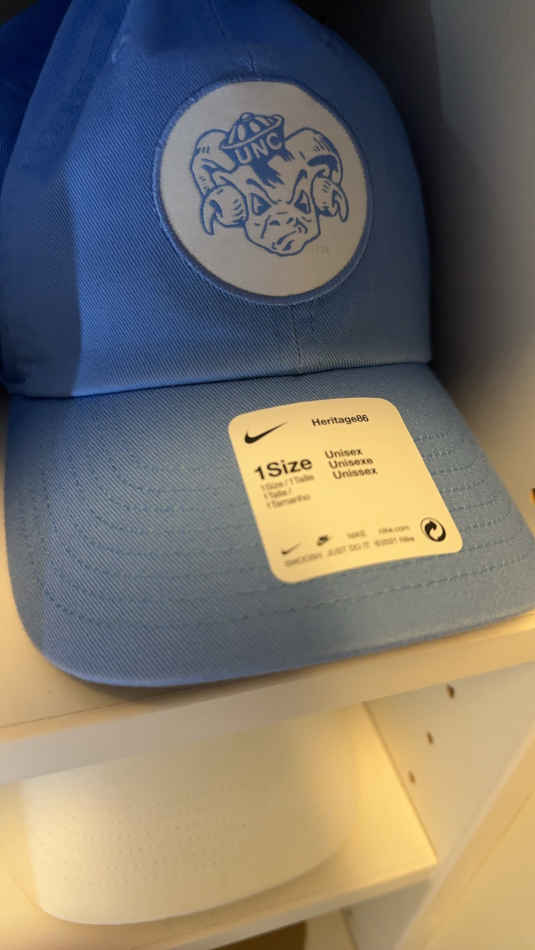 UNC
Heritage86
1Size
Unisex
Unisexe
Unissex
1Size / 1Taille
1Talla /
1Tamanho
NIKE nike.com
SWOOSH, JUST DO IT ©2021 Nike